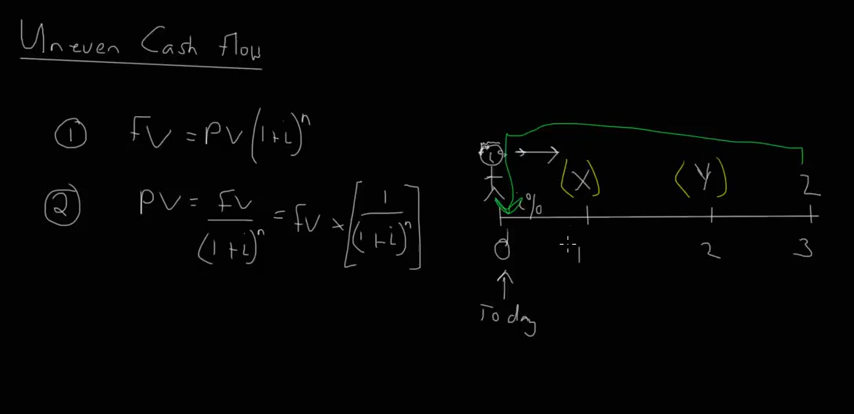 Uneven Cash flow
① FV = PV(1+i)^n
② PV = FV/(1+i)^n = FV × [1/(1+i)^n]
(X) (Y) Z
i%
0 1 2 3
Today